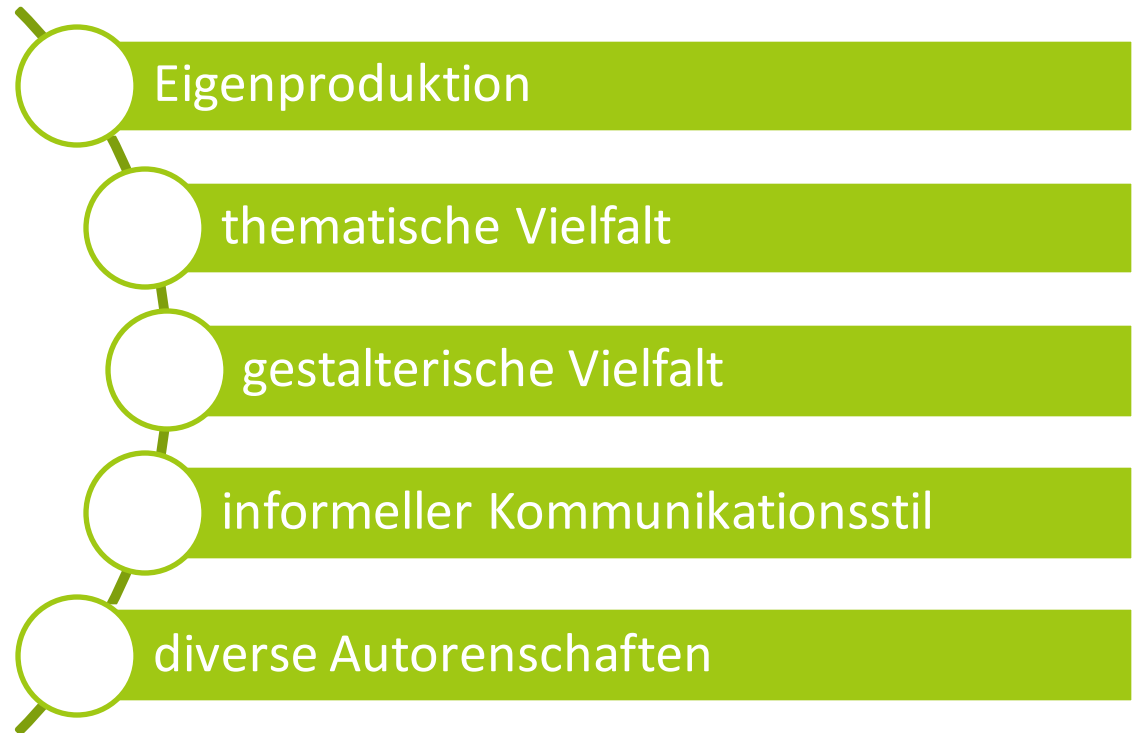 Eigenproduktion
thematische Vielfalt
gestalterische Vielfalt
informeller Kommunikationsstil
diverse Autorenschaften